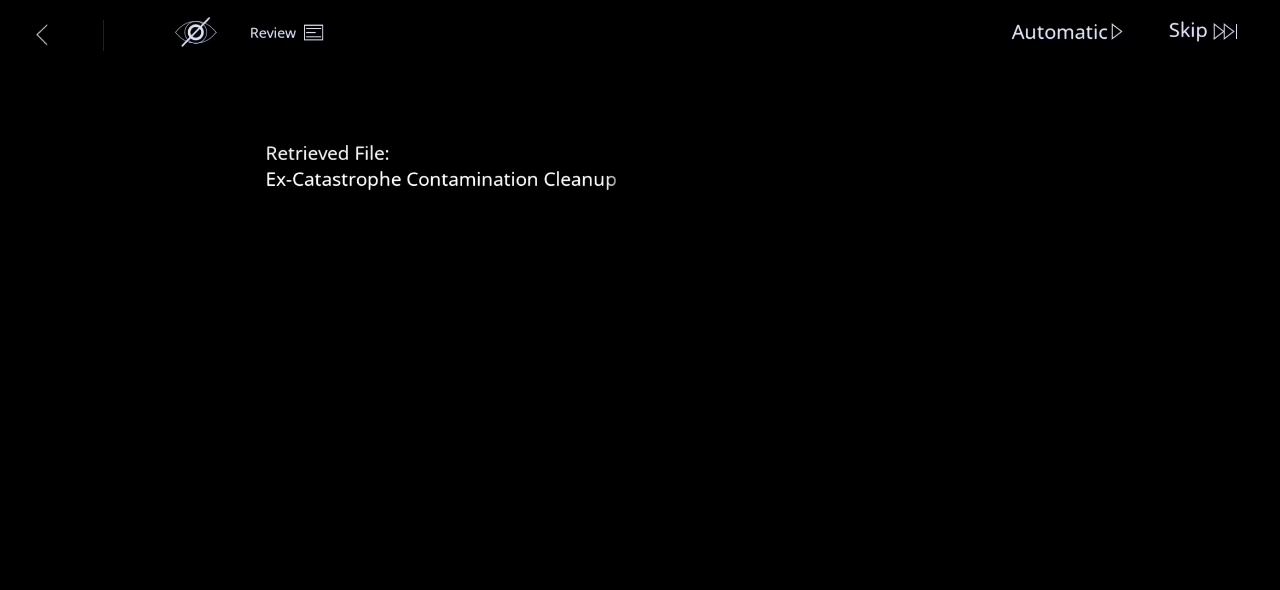 Review
Automatic
Skip
Retrieved File:
Ex-Catastrophe Contamination Cleanup